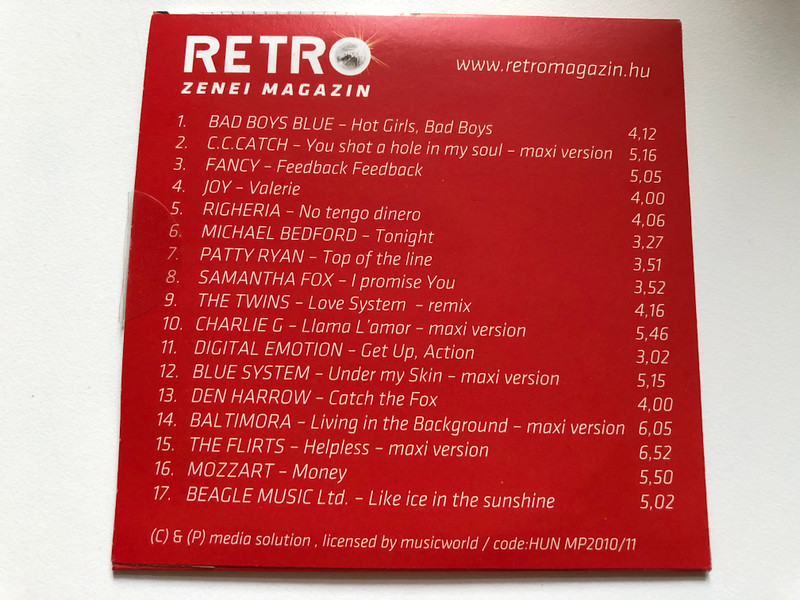 RETRO
ZENEI MAGAZIN
www.retromagazin.hu
1. BAD BOYS BLUE – Hot Girls, Bad Boys 4,12
2. C.C.CATCH – You shot a hole in my soul – maxi version 5,16
3. FANCY – Feedback Feedback 5,05
4. JOY – Valerie 4,00
5. RIGHERIA – No tengo dinero 4,06
6. MICHAEL BEDFORD – Tonight 3,27
7. PATTY RYAN – Top of the line 3,51
8. SAMANTHA FOX – I promise You 3,52
9. THE TWINS – Love System – remix 4,16
10. CHARLIE G – Llama L'amor – maxi version 5,46
11. DIGITAL EMOTION – Get Up, Action 3,02
12. BLUE SYSTEM – Under my Skin – maxi version 5,15
13. DEN HARROW – Catch the Fox 4,00
14. BALTIMORA – Living in the Background – maxi version 6,05
15. THE FLIRTS – Helpless – maxi version 6,52
16. MOZZART – Money 5,50
17. BEAGLE MUSIC Ltd. – Like ice in the sunshine 5,02
(C) & (P) media solution , licensed by musicworld / code:HUN MP2010/11